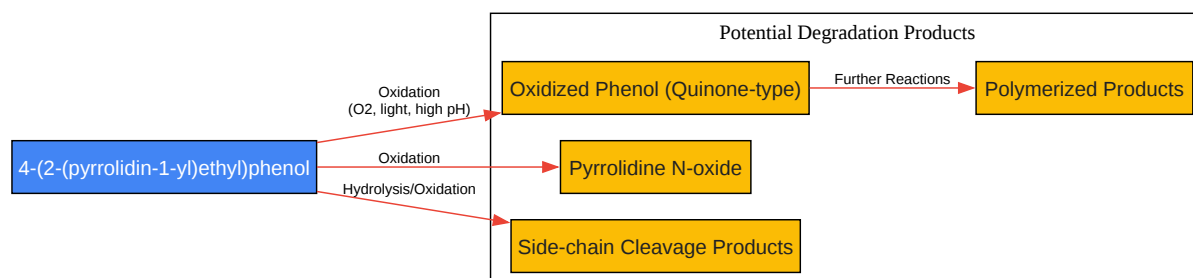 Potential Degradation Products
Oxidation
(O2, light, high pH)
Oxidized Phenol (Quinone-type)
Further Reactions
Polymerized Products
4-(2-(pyrrolidin-1-yl)ethyl)phenol
Oxidation
Pyrrolidine N-oxide
Hydrolysis/Oxidation
Side-chain Cleavage Products